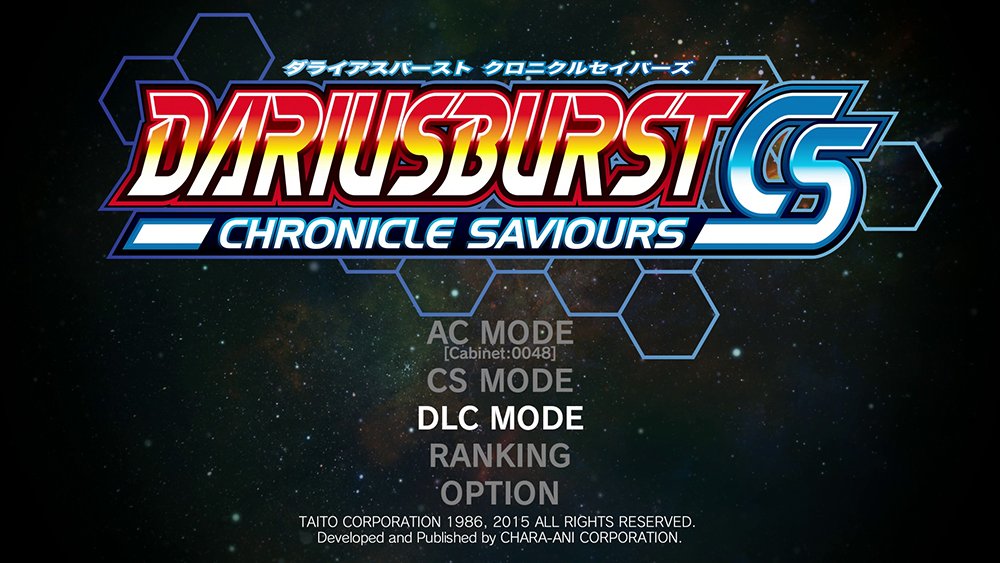 ダライアスバースト クロニクルセイバーズ
DARIUSBURST CS
CHRONICLE SAVIOURS
AC MODE
[Cabinet:0048]
CS MODE
DLC MODE
RANKING
OPTION
TAITO CORPORATION 1986, 2015 ALL RIGHTS RESERVED.
Developed and Published by CHARA-ANI CORPORATION.